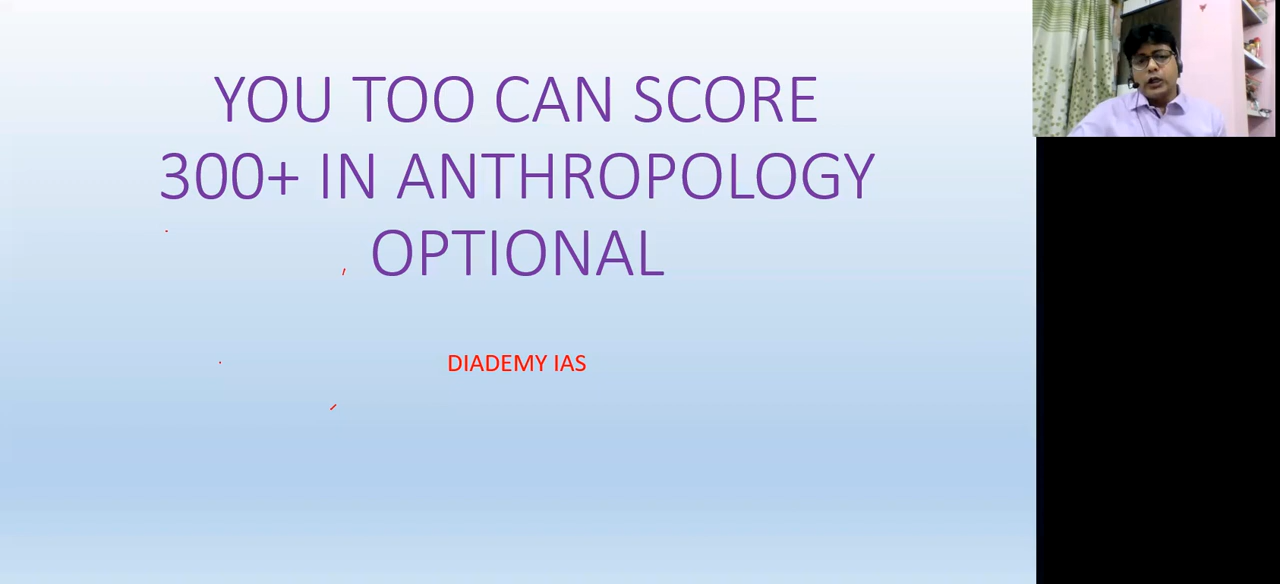 YOU TOO CAN SCORE
300+ IN ANTHROPOLOGY
OPTIONAL
DIADEMY IAS